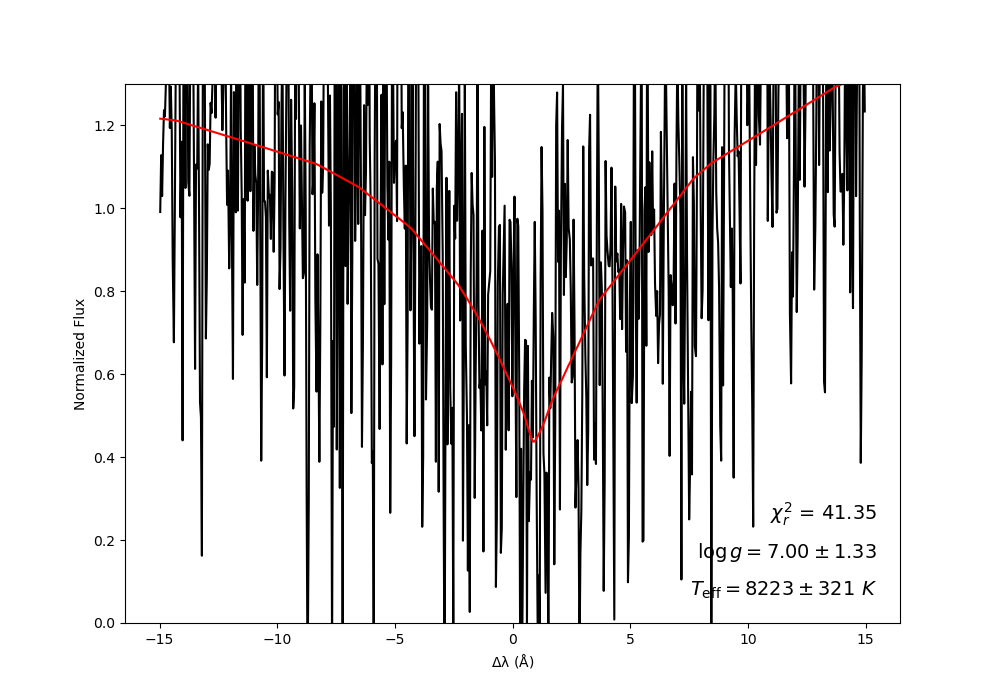 Normalized Flux
1.2
1.0
0.8
0.6
0.4
0.2
0.0
χ²ᵣ = 41.35
log g = 7.00 ± 1.33
T_eff = 8223 ± 321 K
−15
−10
−5
0
5
10
15
Δλ (Å)